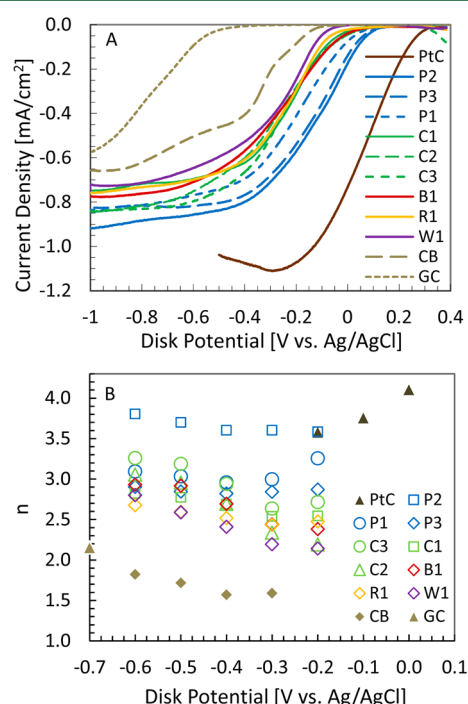 A
0.0
-0.2
-0.4
-0.6
-0.8
-1.0
-1.2
Current Density [mA/cm²]
PtC
P2
P3
P1
C1
C2
C3
B1
R1
W1
CB
GC
-1 -0.8 -0.6 -0.4 -0.2 0 0.2 0.4
Disk Potential [V vs. Ag/AgCl]
B
4.0
3.5
3.0
2.5
2.0
1.5
1.0
n
PtC P2
P1 P3
C3 C1
C2 B1
R1 W1
CB GC
-0.7 -0.6 -0.5 -0.4 -0.3 -0.2 -0.1 0.0 0.1
Disk Potential [V vs. Ag/AgCl]